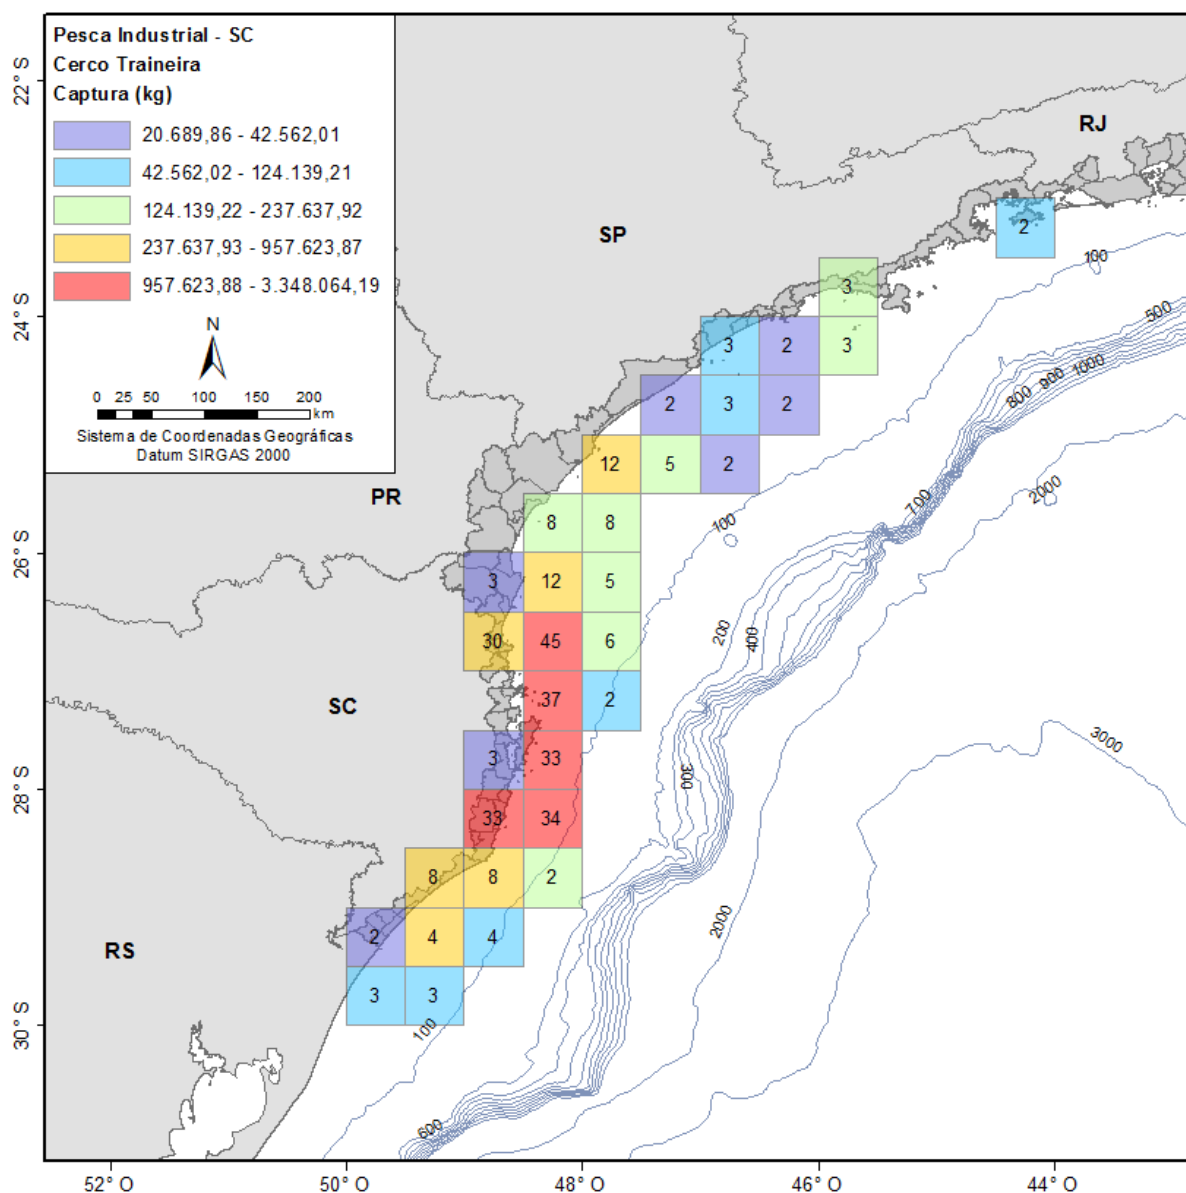 Pesca Industrial - SC
Cerco Traineira
Captura (kg)
20.689,86 - 42.562,01
42.562,02 - 124.139,21
124.139,22 - 237.637,92
237.637,93 - 957.623,87
957.623,88 - 3.348.064,19
N
0 25 50 100 150 200
km
Sistema de Coordenadas Geográficas
Datum SIRGAS 2000
22° S
24° S
26° S
28° S
30° S
RJ
SP
PR
SC
RS
2
3
3 2 3
2 3 2
12 5 2
8 8
3 12 5
30 45 6
37 2
3 33
33 34
8 8 2
2 4 4
3 3
100
500
1000
900
800
700
2000
100
200
400
300
3000
2000
100
600
52° O 50° O 48° O 46° O 44° O